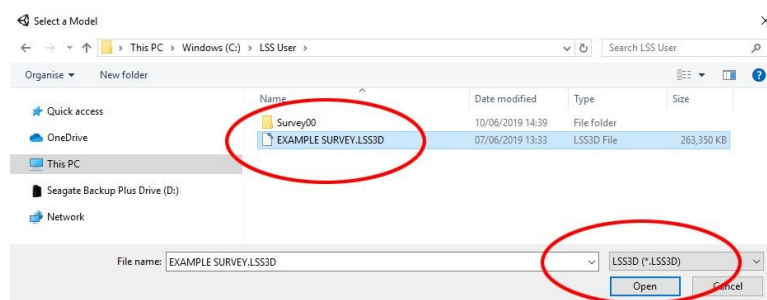 Select a Model
This PC > Windows (C:) > LSS User >
Search LSS User
Organise New folder
Name Date modified Type Size
Quick access
OneDrive
This PC
Seagate Backup Plus Drive (D:)
Network
Survey00 10/06/2019 14:39 File folder
EXAMPLE SURVEY.LSS3D 07/06/2019 13:33 LSS3D File 263,350 KB
File name: EXAMPLE SURVEY.LSS3D LSS3D (*.LSS3D)
Open Cancel